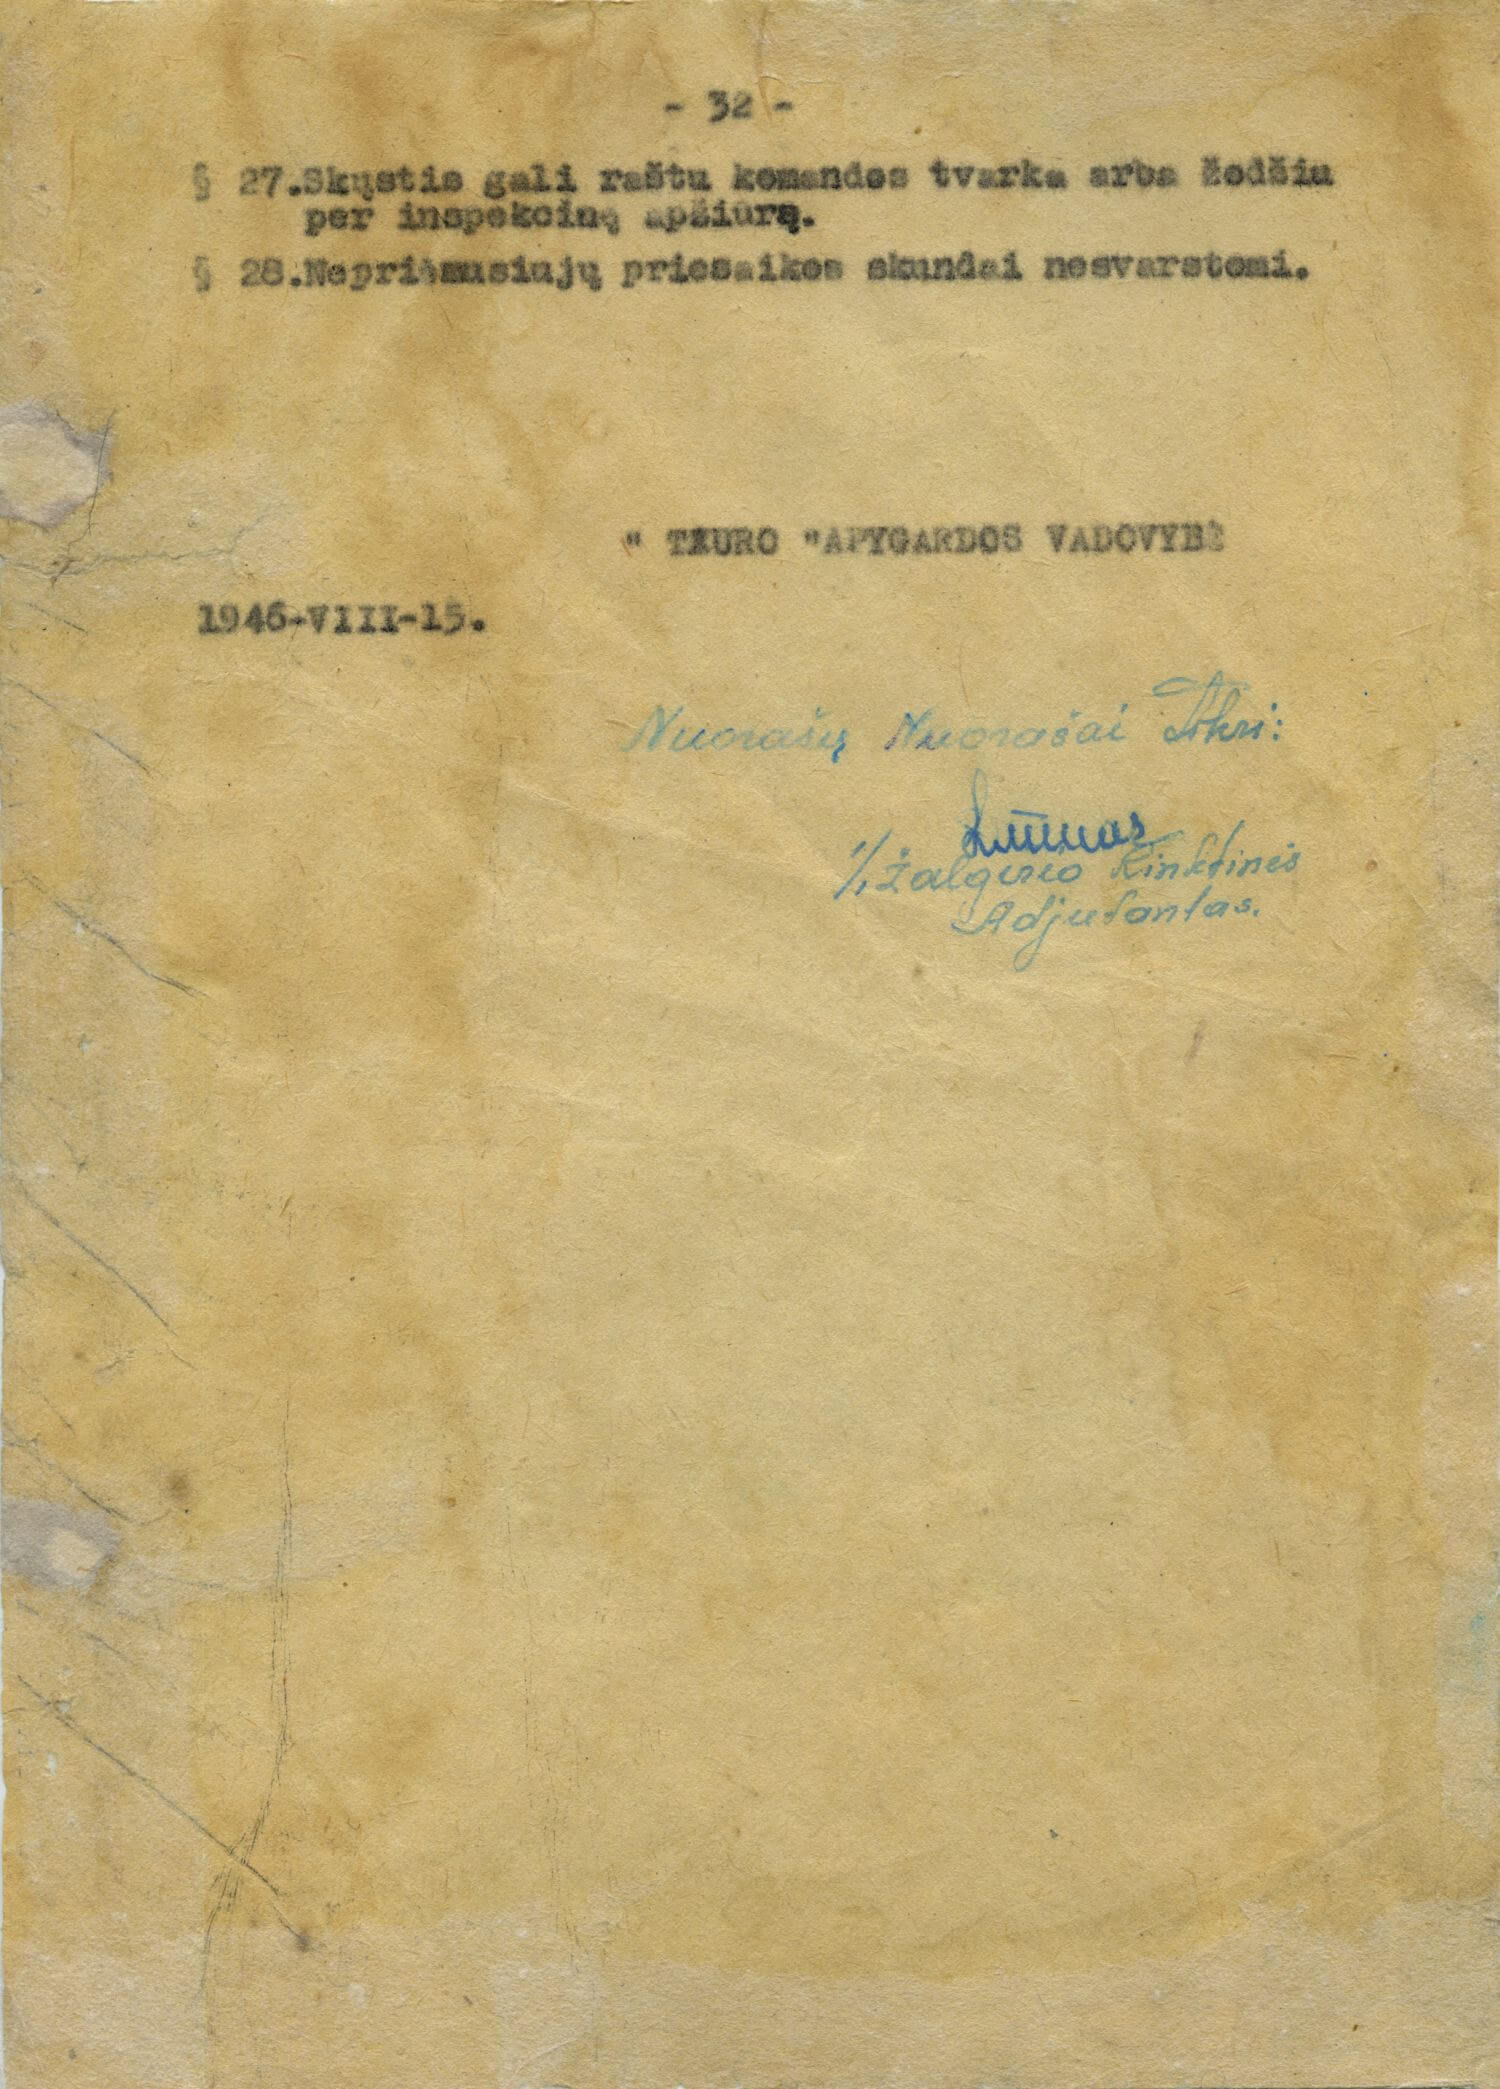 - 32 -
§ 27. Skųstis gali raštu komandos tvarka arba žodžiu
per inspekcinę apžiūrą.
§ 28. Nepriėmusiųjų priesaikos skundai nesvarstomi.
" TAURO "APYGARDOS VADOVYBĖ
1946-VIII-15.
Nuorašų Nuorašai Tikri:
Žalgirio Rinktinės
Adjutantas.